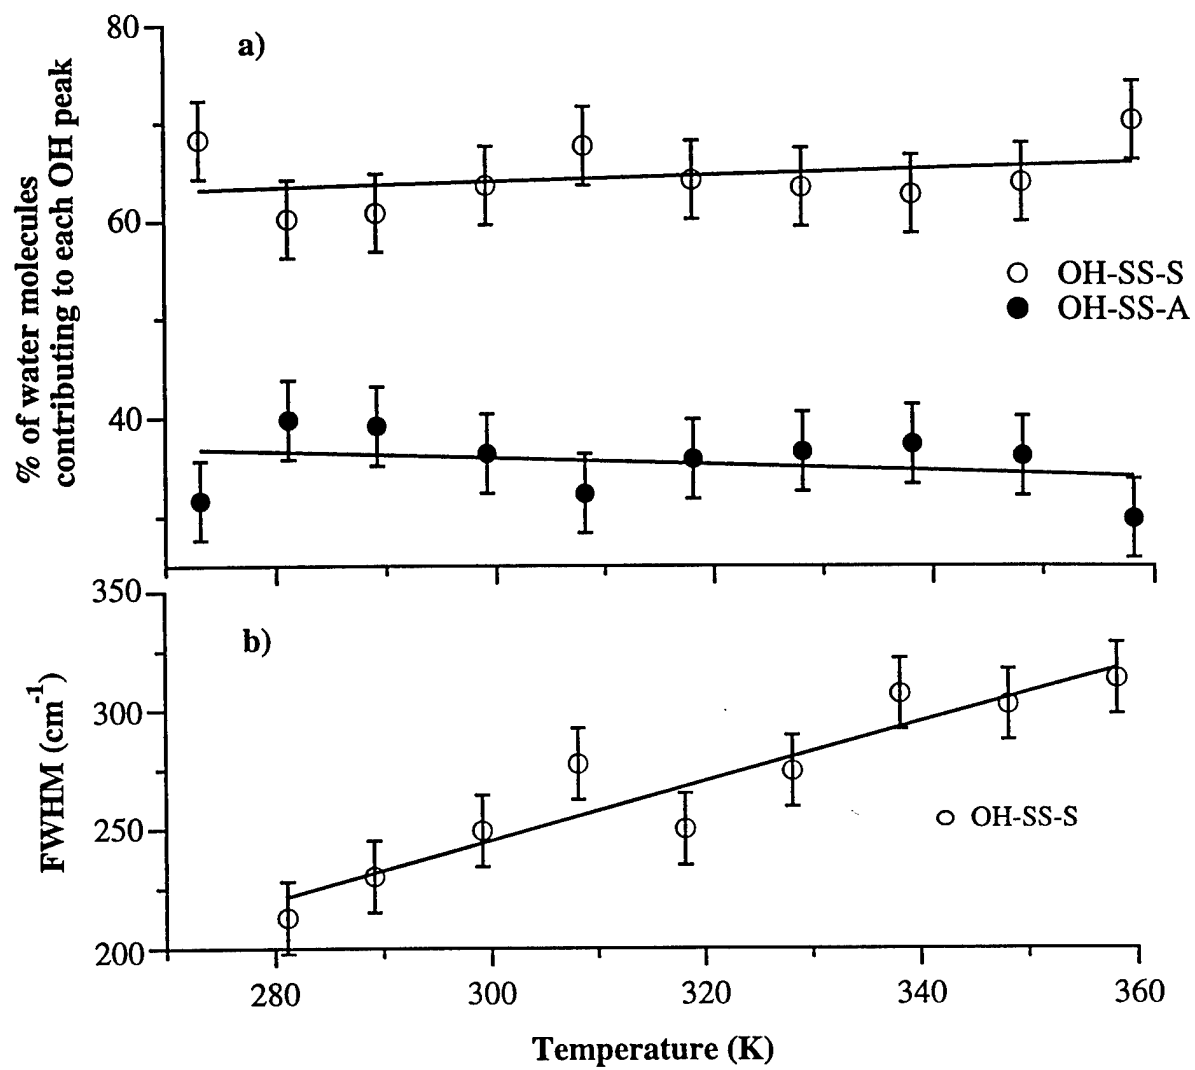 80
a)
% of water molecules
contributing to each OH peak
60
OH-SS-S
OH-SS-A
40
350
b)
FWHM (cm⁻¹)
300
OH-SS-S
250
200
280 300 320 340 360
Temperature (K)